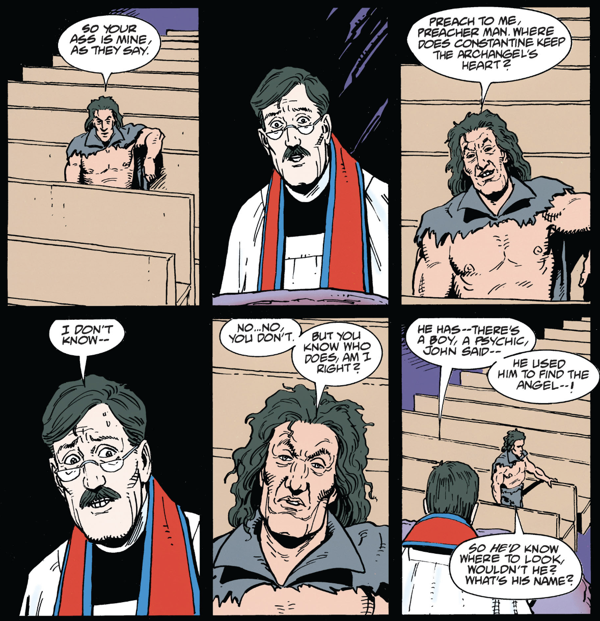 SO YOUR
ASS IS MINE,
AS THEY SAY.
PREACH TO ME,
PREACHER MAN. WHERE
DOES CONSTANTINE KEEP
THE ARCHANGEL'S
HEART?
I DON'T
KNOW--
NO...NO,
YOU DON'T.
BUT YOU
KNOW WHO
DOES, AM I
RIGHT?
HE HAS--THERE'S
A BOY, A PSYCHIC,
JOHN SAID--
HE USED
HIM TO FIND THE
ANGEL--!
SO HE'D KNOW
WHERE TO LOOK,
WOULDN'T HE?
WHAT'S HIS NAME?